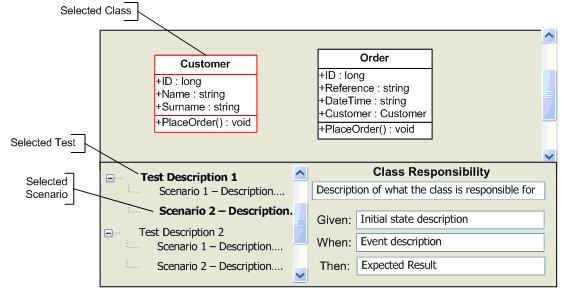 Selected Class
Customer
+ID : long
+Name : string
+Surname : string
+PlaceOrder() : void
Order
+ID : long
+Reference : string
+DateTime : string
+Customer : Customer
+PlaceOrder() : void
Selected Test
Selected
Scenario
Test Description 1
Scenario 1 – Description....
Scenario 2 – Description.
Test Description 2
Scenario 1 – Description....
Scenario 2 – Description....
Class Responsibility
Description of what the class is responsible for
Given: Initial state description
When: Event description
Then: Expected Result